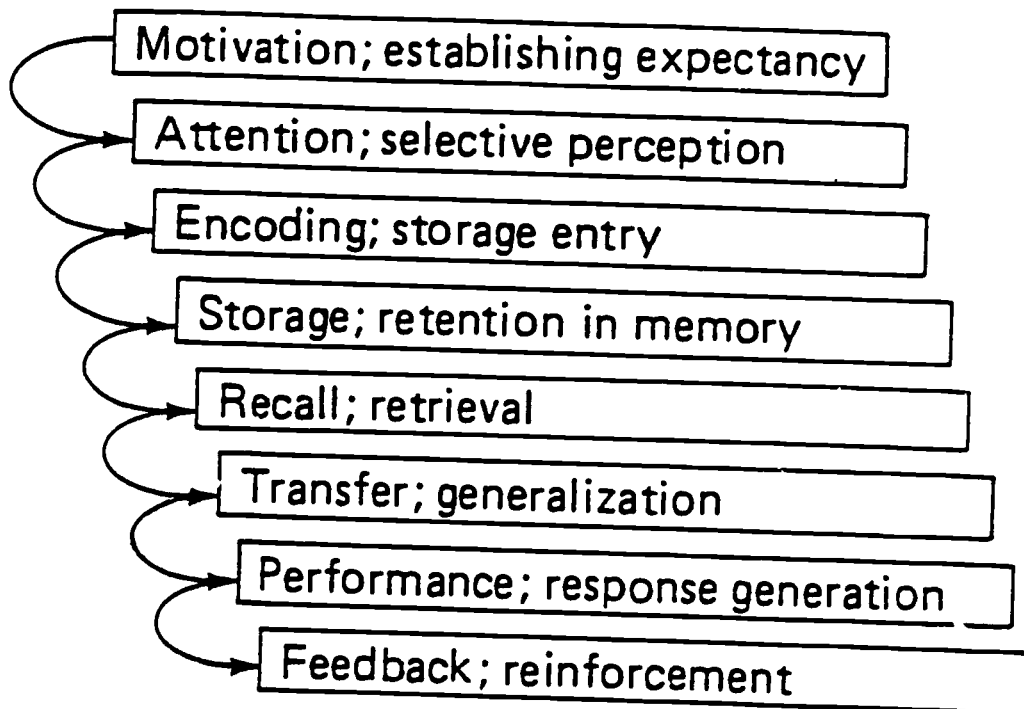 Motivation; establishing expectancy
Attention; selective perception
Encoding; storage entry
Storage; retention in memory
Recall; retrieval
Transfer; generalization
Performance; response generation
Feedback; reinforcement